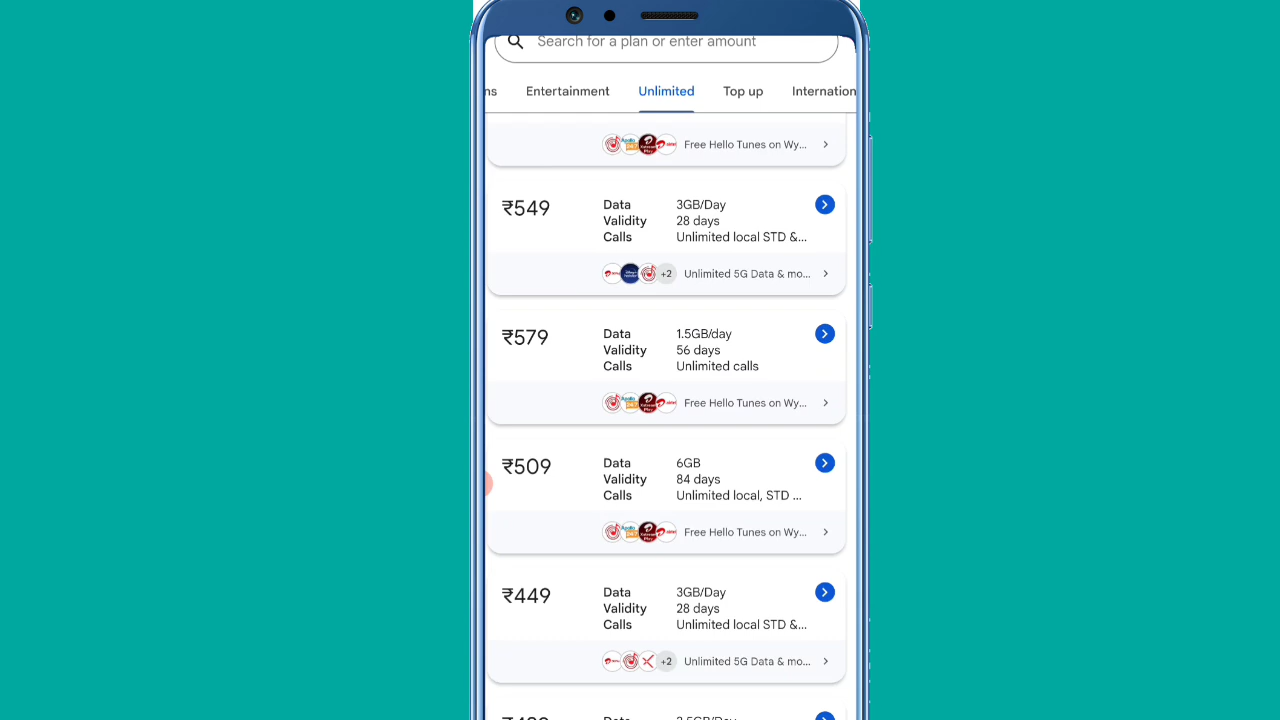 Search for a plan or enter amount
ns Entertainment Unlimited Top up Internation
Free Hello Tunes on Wy...
₹549 Data 3GB/Day
Validity 28 days
Calls Unlimited local STD &...
+2 Unlimited 5G Data & mo...
₹579 Data 1.5GB/day
Validity 56 days
Calls Unlimited calls
Free Hello Tunes on Wy...
₹509 Data 6GB
Validity 84 days
Calls Unlimited local, STD ...
Free Hello Tunes on Wy...
₹449 Data 3GB/Day
Validity 28 days
Calls Unlimited local STD &...
+2 Unlimited 5G Data & mo...